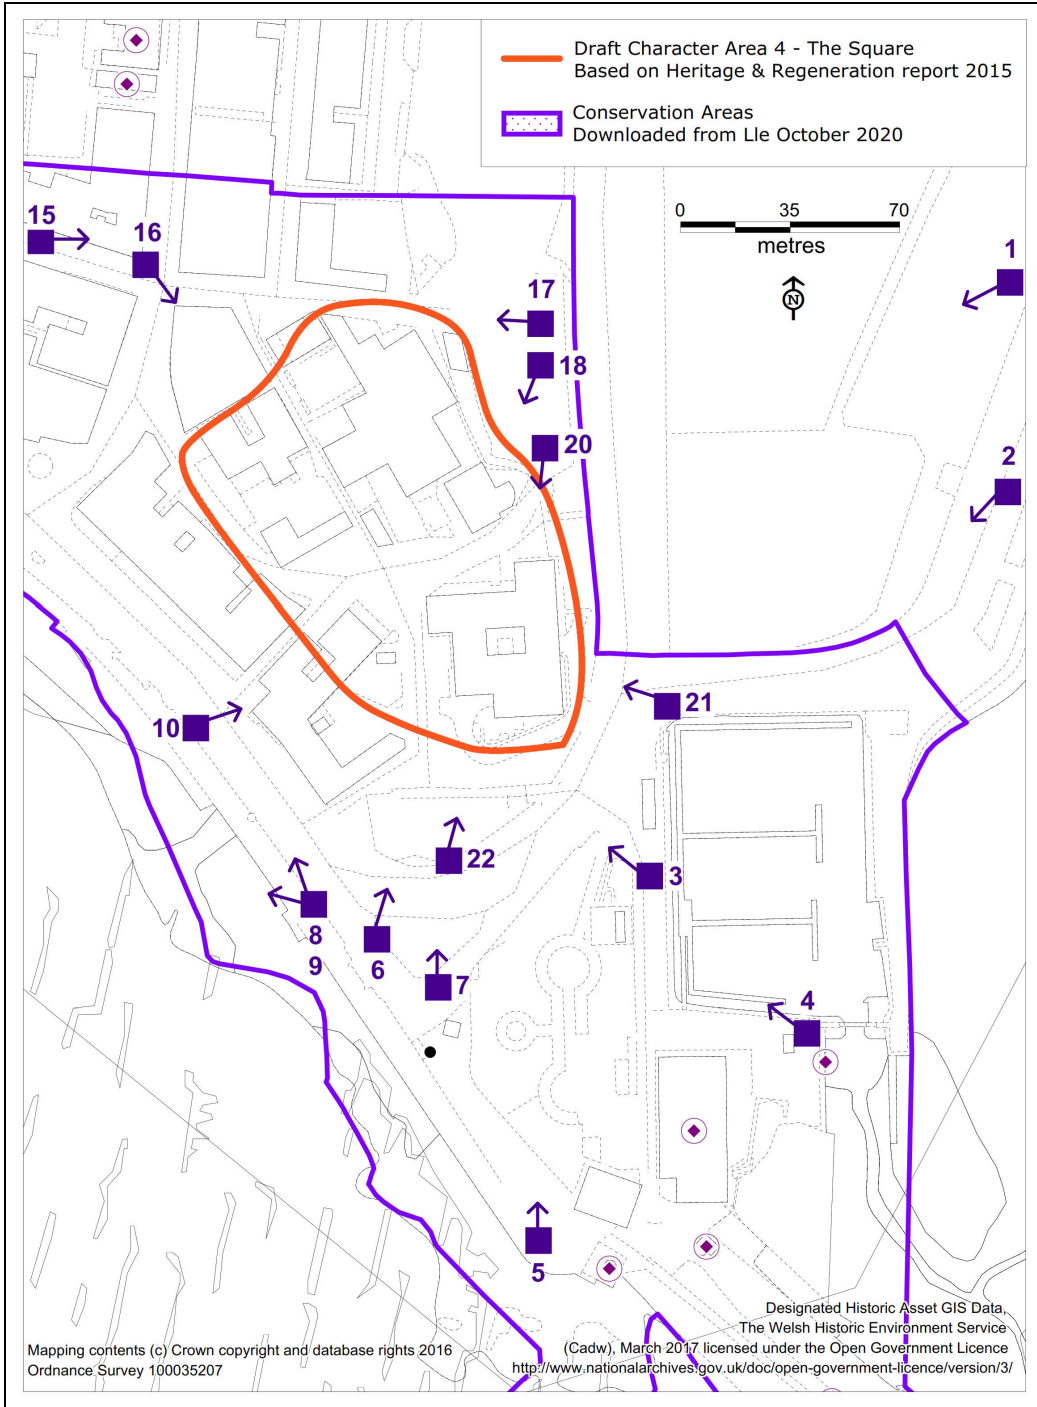 Draft Character Area 4 - The Square
Based on Heritage & Regeneration report 2015
Conservation Areas
Downloaded from Lle October 2020
0 35 70
metres
N
15
16
1
17
18
20
2
21
10
22
3
8
9
6
7
4
5
Designated Historic Asset GIS Data,
The Welsh Historic Environment Service
(Cadw), March 2017 licensed under the Open Government Licence
http://www.nationalarchives.gov.uk/doc/open-government-licence/version/3/
Mapping contents (c) Crown copyright and database rights 2016
Ordnance Survey 100035207